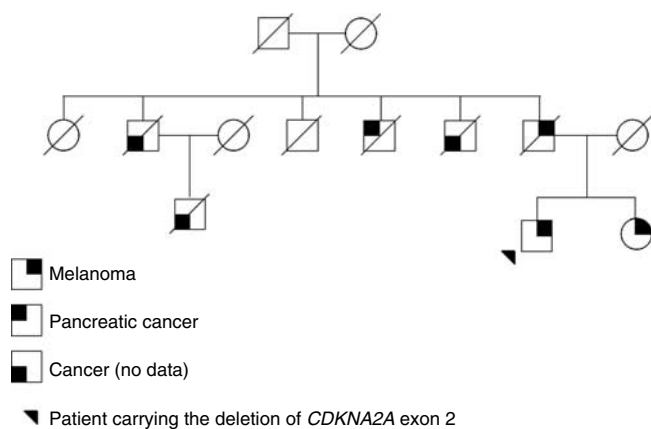 Melanoma
Pancreatic cancer
Cancer (no data)
Patient carrying the deletion of CDKNA2A exon 2